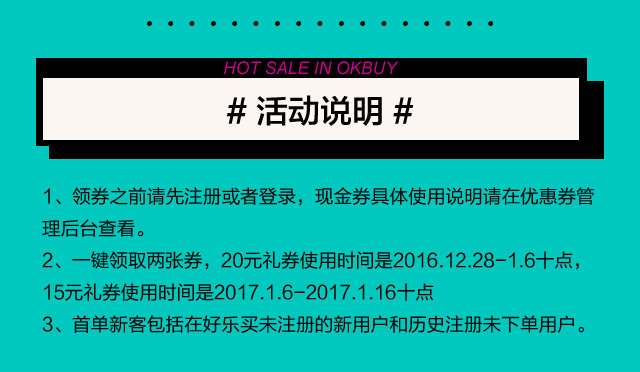 HOT SALE IN OKBUY
# 活动说明 #
1、领券之前请先注册或者登录，现金券具体使用说明请在优惠券管
理后台查看。
2、一键领取两张券，20元礼券使用时间是2016.12.28-1.6十点，
15元礼券使用时间是2017.1.6-2017.1.16十点
3、首单新客包括在好乐买未注册的新用户和历史注册未下单用户。